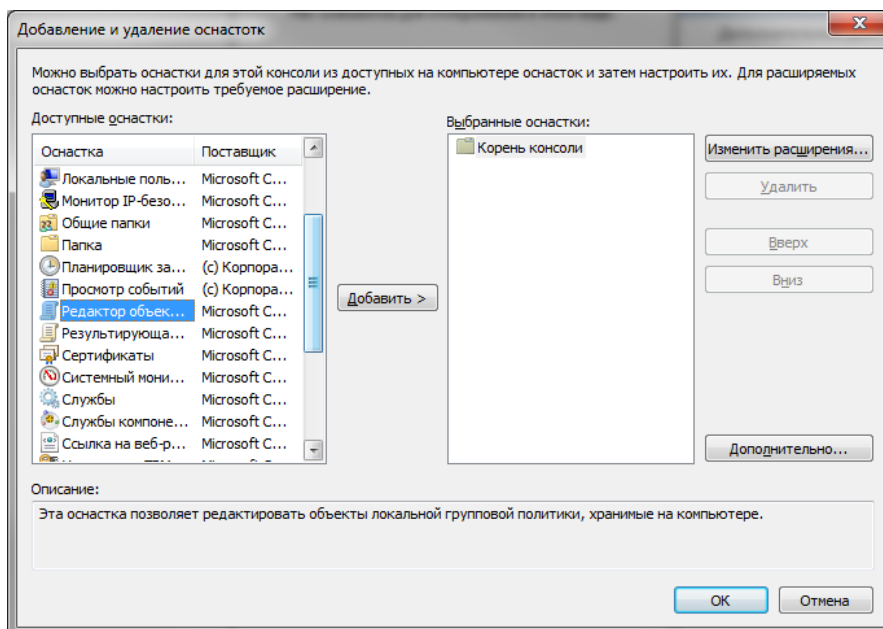 Добавление и удаление оснастотк
Можно выбрать оснастки для этой консоли из доступных на компьютере оснасток и затем настроить их. Для расширяемых
оснасток можно настроить требуемое расширение.
Доступные оснастки:
Оснастка Поставщик
Локальные поль... Microsoft C...
Монитор IP-безо... Microsoft C...
Общие папки Microsoft C...
Папка Microsoft C...
Планировщик за... (c) Корпора...
Просмотр событий (c) Корпора...
Редактор объек... Microsoft C...
Результирующа... Microsoft C...
Сертификаты Microsoft C...
Системный мони... Microsoft C...
Службы Microsoft C...
Службы компоне... Microsoft C...
Ссылка на веб-р... Microsoft C...
Добавить >
Выбранные оснастки:
Корень консоли
Изменить расширения...
Удалить
Вверх
Вниз
Дополнительно...
Описание:
Эта оснастка позволяет редактировать объекты локальной групповой политики, хранимые на компьютере.
ОК
Отмена